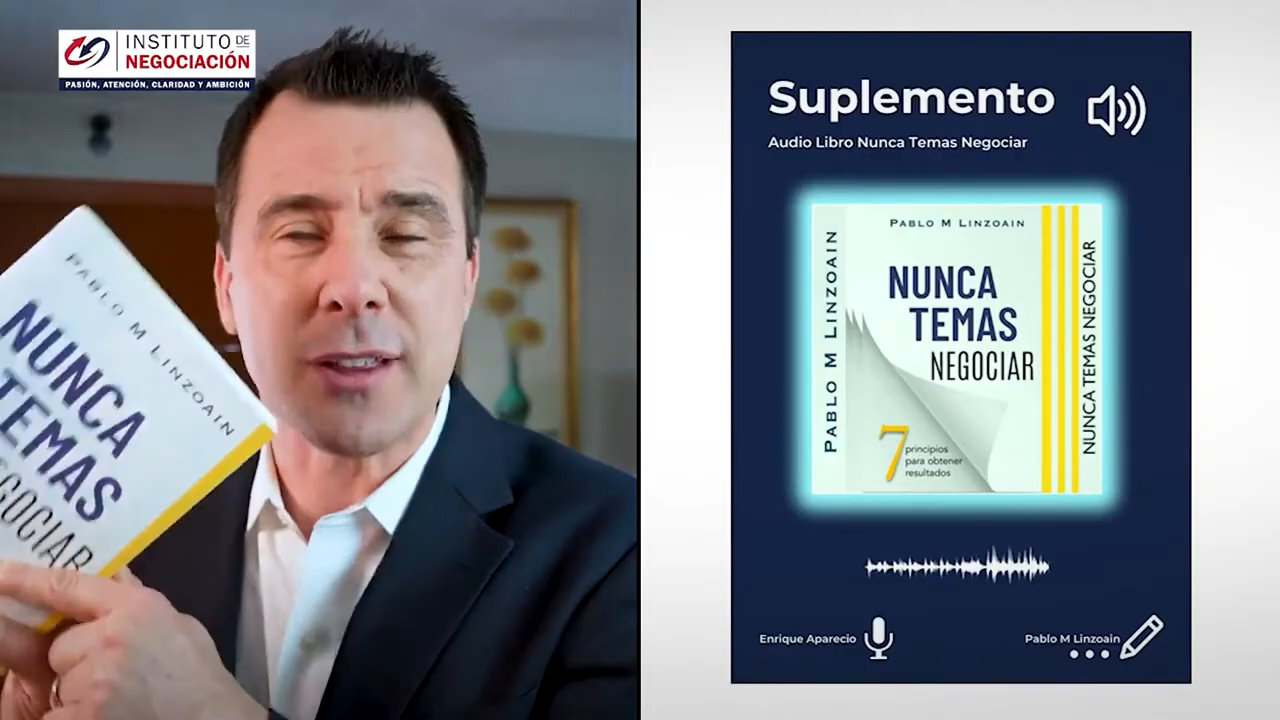 INSTITUTO DE
NEGOCIACIÓN
PASIÓN, ATENCIÓN, CLARIDAD Y AMBICIÓN
PABLO M LINZOAIN
NUNCA
TEMAS
NEGOCIAR
Suplemento
Audio Libro Nunca Temas Negociar
PABLO M LINZOAIN
PABLO M LINZOAIN
NUNCA
TEMAS
NEGOCIAR
7 principios
para obtener
resultados
NUNCA TEMAS NEGOCIAR
Enrique Aparecio
Pablo M Linzoain